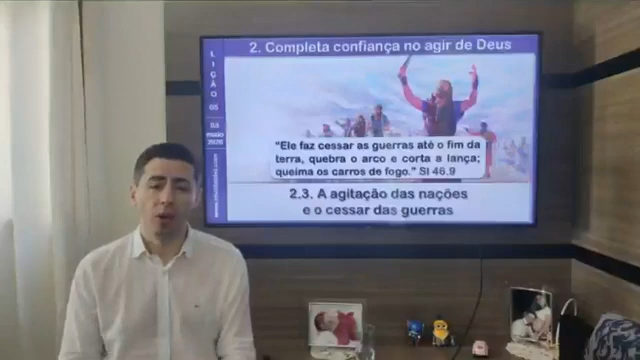 2. Completa confiança no agir de Deus
LIÇÃO
05
03
maio
2020
"Ele faz cessar as guerras até o fim da
terra, quebra o arco e corta a lança;
queima os carros de fogo." Sl 46.9
2.3. A agitação das nações
e o cessar das guerras